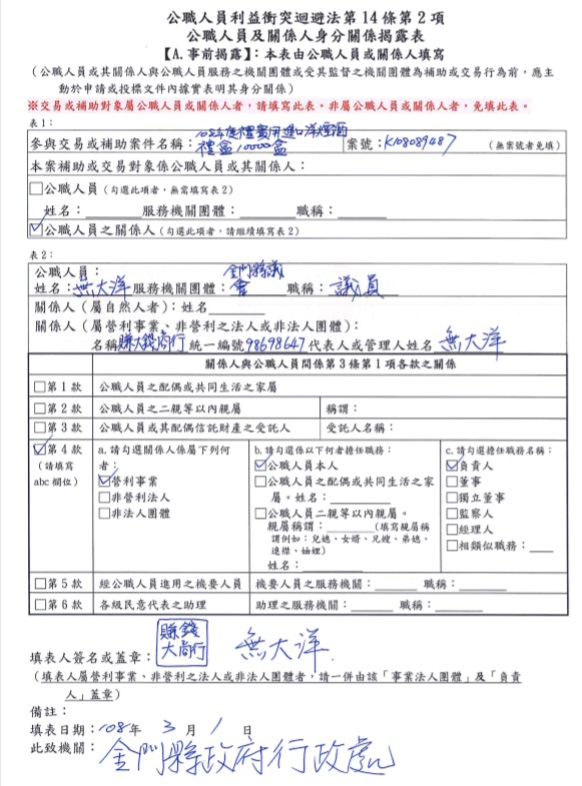 公職人員利益衝突迴避法第14條第2項
公職人員及關係人身分關係揭露表
【A.事前揭露】：本表由公職人員或關係人填寫
（公職人員或其關係人與公職人員服務之機關團體或受其監督之機關團體為補助或交易行為前，應主
動於申請或投標文件內據實表明其身分關係）
※交易或補助對象屬公職人員或關係人者，請填寫此表。非屬公職人員或關係人者，免填此表。
表1：
參與交易或補助案件名稱：108年度禮賓用進口洋煙酒禮盒10000盒 案號：K10809487 （無案號者免填）
本案補助或交易對象係公職人員或其關係人：
□公職人員（勾選此項者，無需填寫表2）
姓名：＿＿＿ 服務機關團體：＿＿＿ 職稱：＿＿＿
☑公職人員之關係人（勾選此項者，請繼續填寫表2）
表2：
公職人員：
姓名：無大洋 服務機關團體：金門縣議會 職稱：議員
關係人（屬自然人者）：姓名＿＿＿
關係人（屬營利事業、非營利之法人或非法人團體）：
名稱賺大錢商行 統一編號98698647 代表人或管理人姓名 無大洋
關係人與公職人員間係第3條第1項各款之關係
□第1款 公職人員之配偶或共同生活之家屬
□第2款 公職人員之二親等以內親屬 稱謂：
□第3款 公職人員或其配偶信託財產之受託人 受託人名稱：
☑第4款
（請填寫
abc欄位）
a.請勾選關係人係屬下列何
者：
☑營利事業
□非營利法人
□非法人團體
b.請勾選係以下何者擔任職務：
☑公職人員本人
□公職人員之配偶或共同生活之家
屬。姓名：＿＿＿
□公職人員二親等以內親屬。
親屬稱謂：＿＿＿（填寫親屬稱
謂例如：兒媳、女婿、兄嫂、弟媳、
連襟、妯娌）
姓名：＿＿＿
c.請勾選擔任職務名稱：
☑負責人
□董事
□獨立董事
□監察人
□經理人
□相類似職務：＿＿＿
□第5款 經公職人員進用之機要人員 機要人員之服務機關：＿＿＿ 職稱：＿＿＿
□第6款 各級民意代表之助理 助理之服務機關：＿＿＿ 職稱：＿＿＿
賺錢
大商行
填表人簽名或蓋章： 無大洋
（填表人屬營利事業、非營利之法人或非法人團體者，請一併由該「事業法人團體」及「負責
人」蓋章）
備註：
填表日期：108年 3 月 1 日
此致機關：金門縣政府行政處